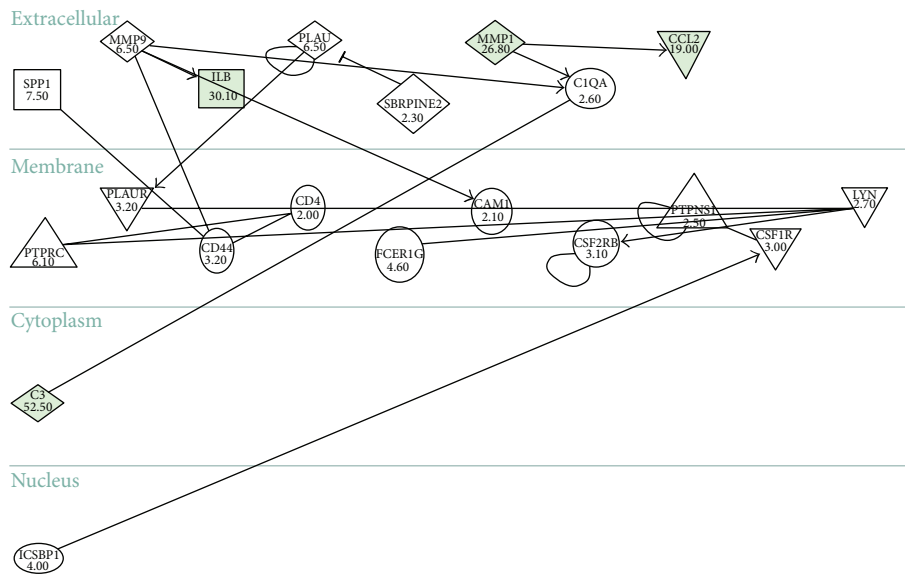 Extracellular
MMP9
6.50
PLAU
6.50
MMP1
26.80
CCL2
19.00
SPP1
7.50
ILB
30.10
SBRPINE2
2.30
C1QA
2.60
Membrane
PLAUR
3.20
CD4
2.00
CAM1
2.10
PTPNS1
2.50
LYN
2.70
PTPRC
6.10
CD44
3.20
FCER1G
4.60
CSF2RB
3.10
CSF1R
3.00
Cytoplasm
C3
52.50
Nucleus
ICSBP1
4.00